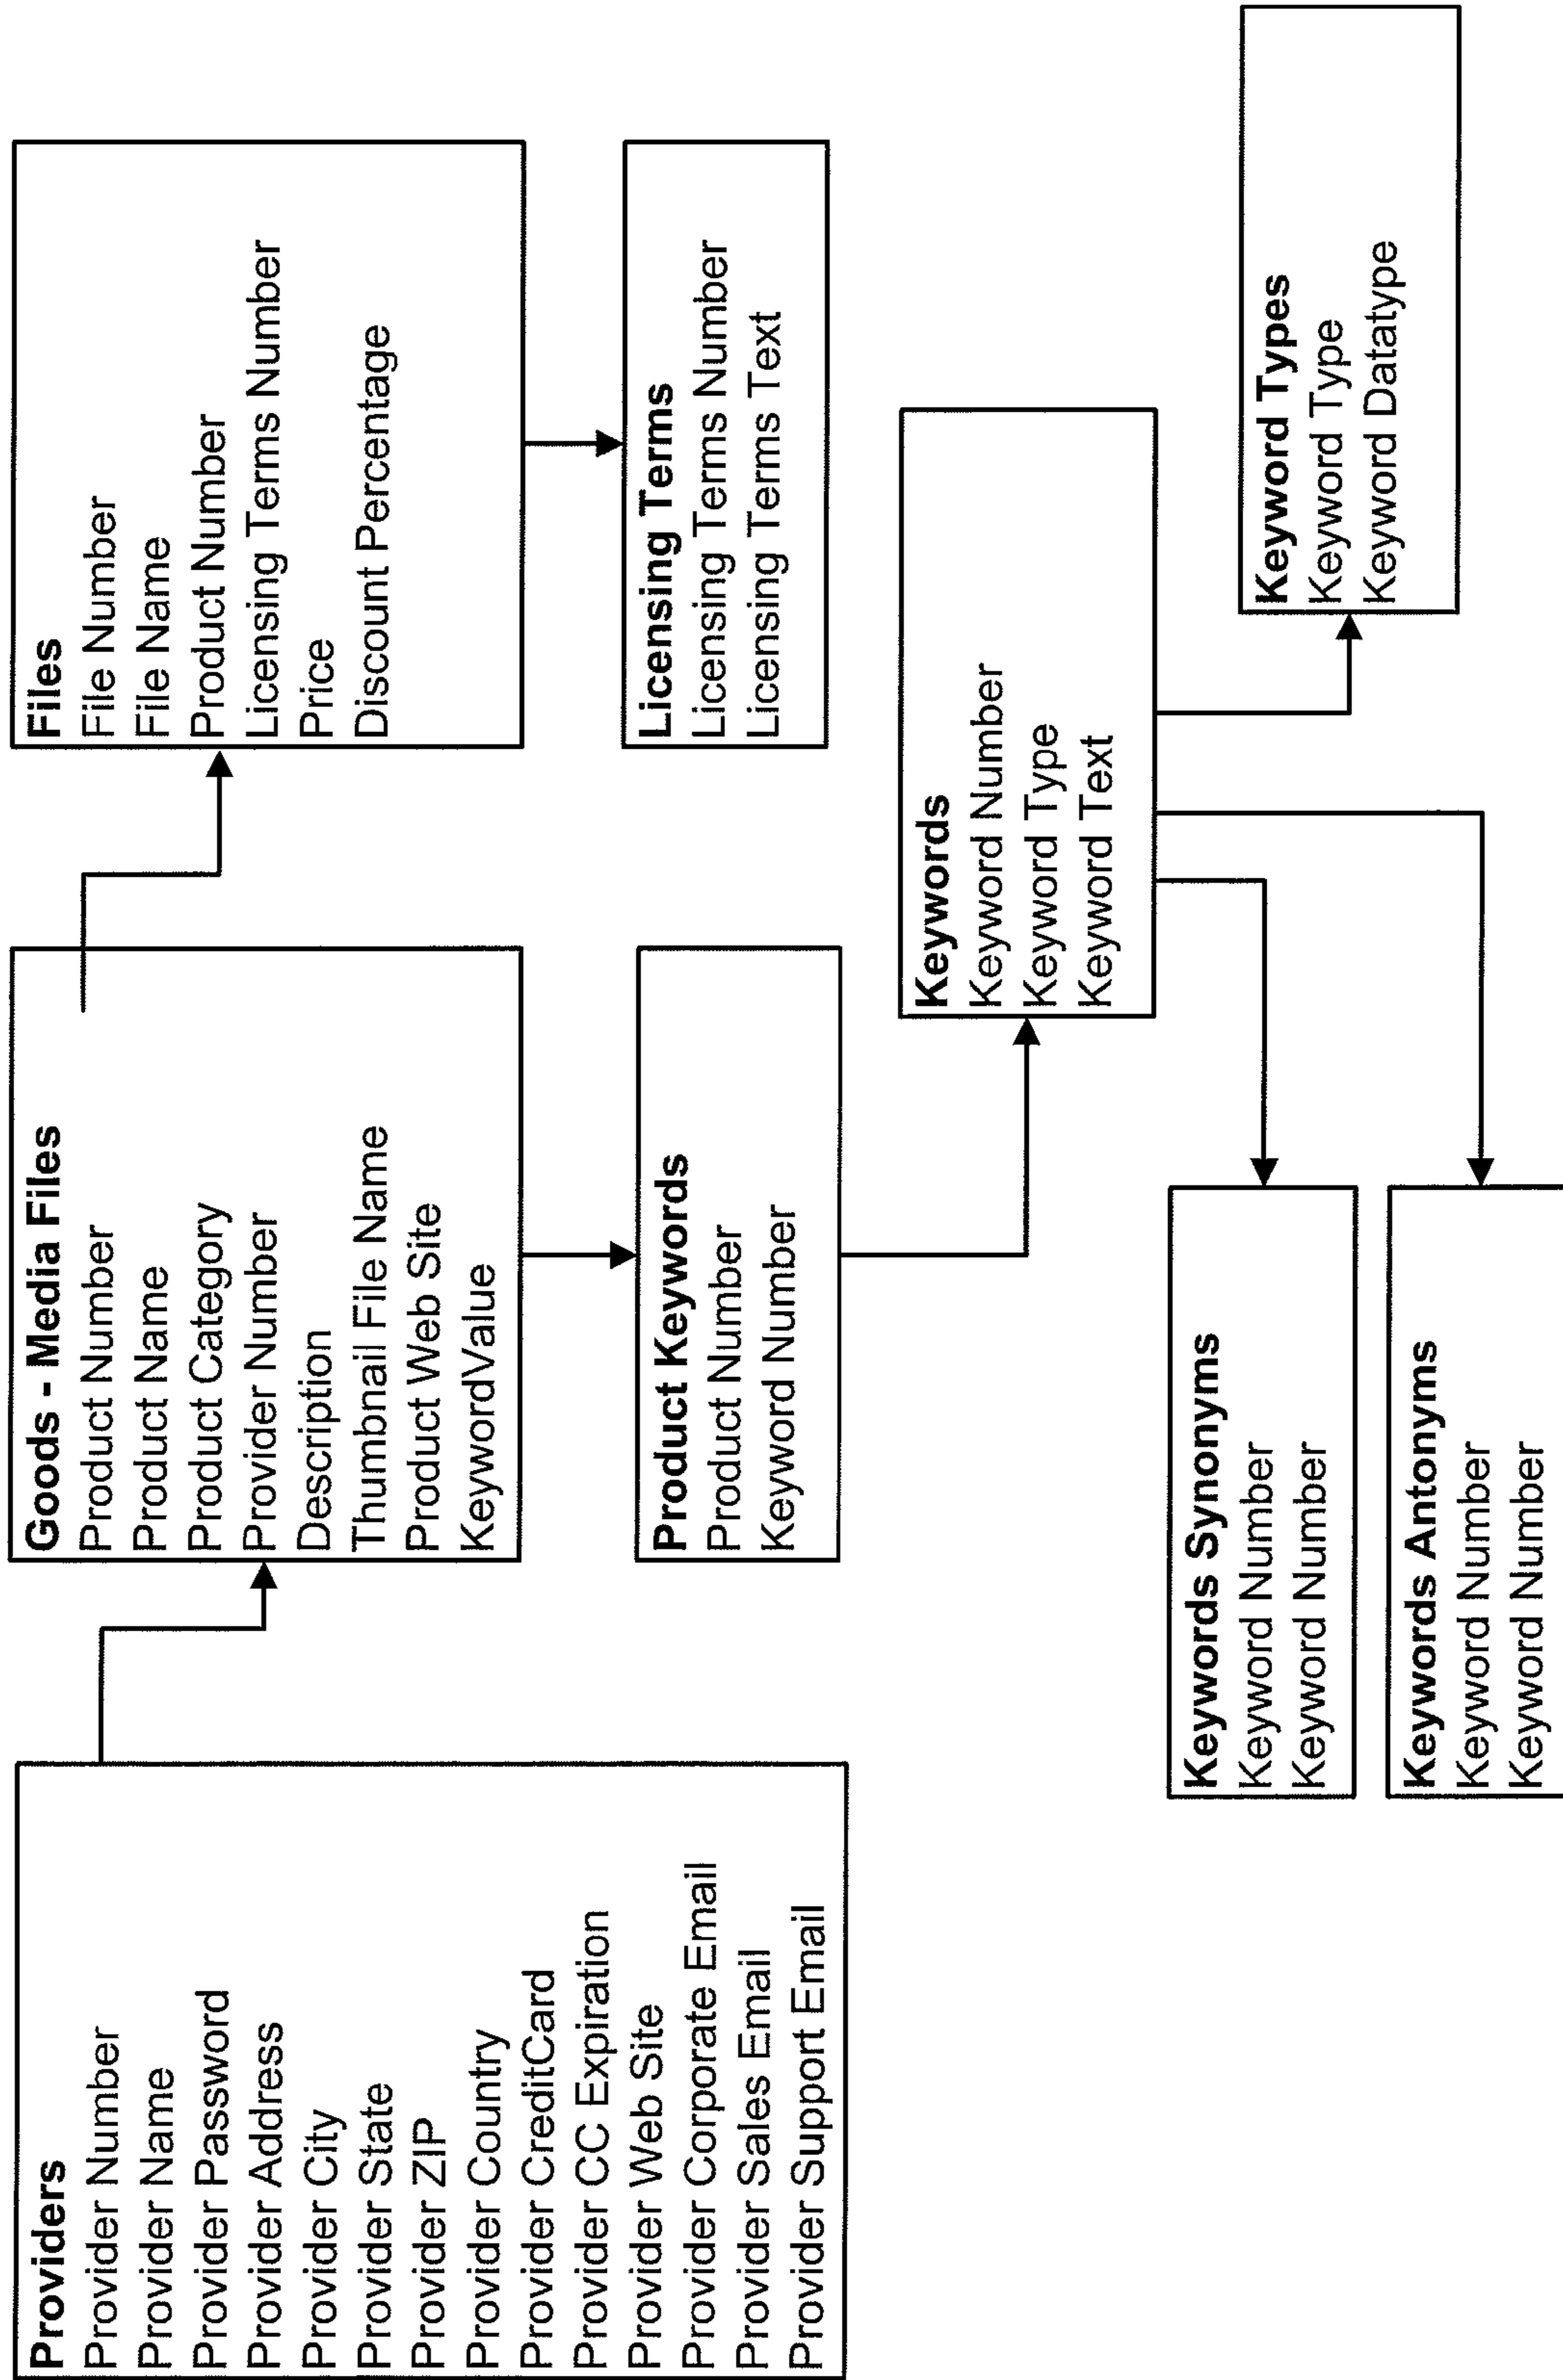 Providers
Provider Number
Provider Name
Provider Password
Provider Address
Provider City
Provider State
Provider ZIP
Provider Country
Provider CreditCard
Provider CC Expiration
Provider Web Site
Provider Corporate Email
Provider Sales Email
Provider Support Email
Goods - Media Files
Product Number
Product Name
Product Category
Provider Number
Description
Thumbnail File Name
Product Web Site
KeywordValue
Files
File Number
File Name
Product Number
Licensing Terms Number
Price
Discount Percentage
Product Keywords
Product Number
Keyword Number
Licensing Terms
Licensing Terms Number
Licensing Terms Text
Keywords
Keyword Number
Keyword Type
Keyword Text
Keywords Synonyms
Keyword Number
Keyword Number
Keywords Antonyms
Keyword Number
Keyword Number
Keyword Types
Keyword Type
Keyword Datatype